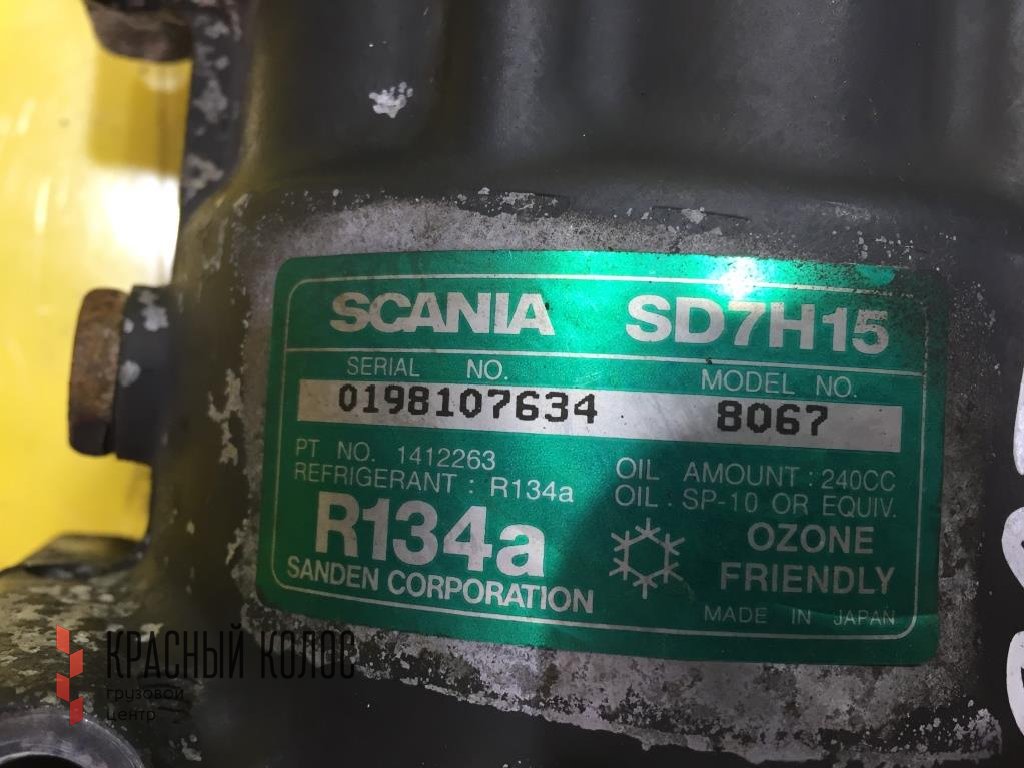 SCANIA SD7H15
SERIAL NO. MODEL NO.
0198107634 8067
PT NO. 1412263
REFRIGERANT : R134a
OIL AMOUNT : 240CC
OIL : SP-10 OR EQUIV.
R134a
OZONE
FRIENDLY
SANDEN CORPORATION
MADE IN JAPAN
КРАСНЫЙ КОЛОС
грузовой
центр